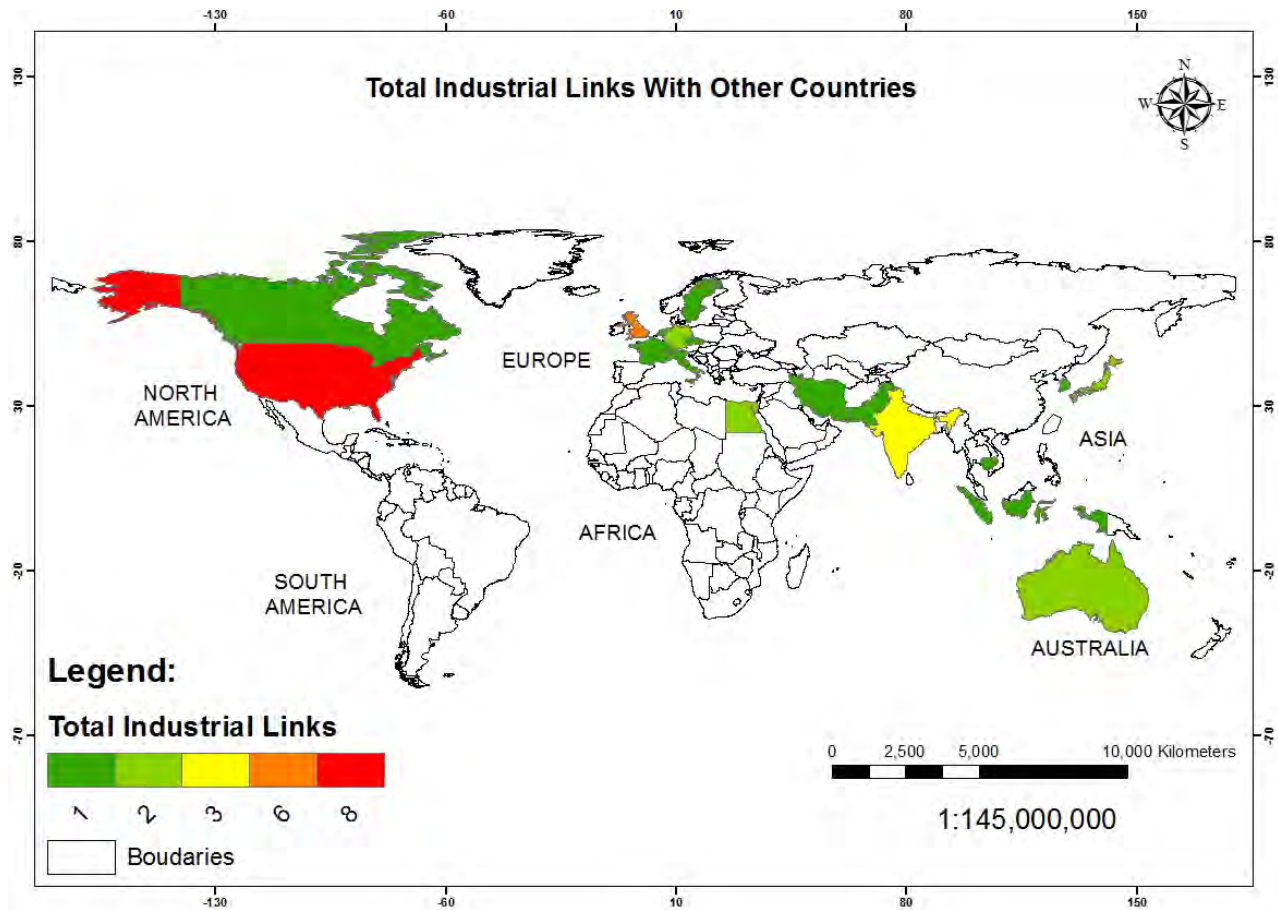 -130 -60 10 80 150
130 130
Total Industrial Links With Other Countries
N
W E
S
80 80
EUROPE
NORTH
AMERICA
30 30
ASIA
AFRICA
SOUTH
AMERICA
-20 -20
AUSTRALIA
Legend:
Total Industrial Links
-70 -70
1 2 3 6 8
0 2,500 5,000 10,000 Kilometers
1:145,000,000
Boudaries
-130 -60 10 80 150